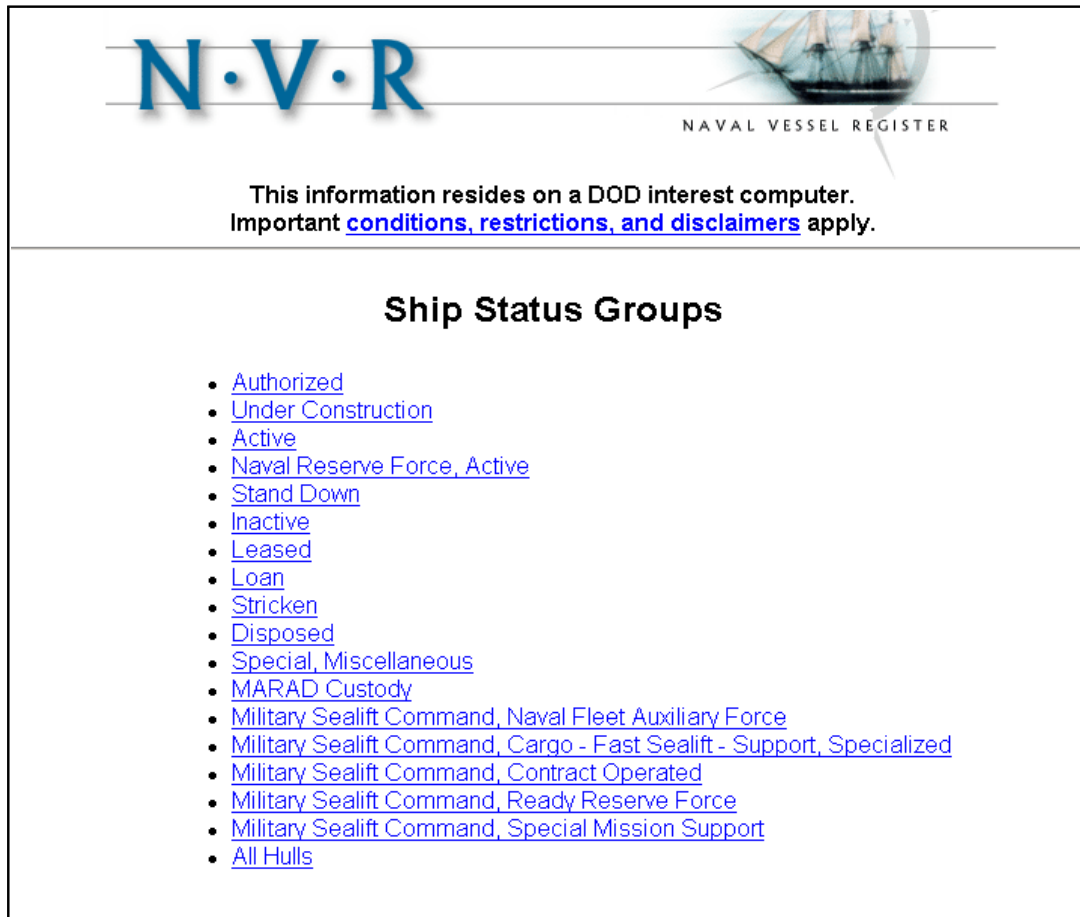 N·V·R
NAVAL VESSEL REGISTER
This information resides on a DOD interest computer.
Important conditions, restrictions, and disclaimers apply.
Ship Status Groups
• Authorized
• Under Construction
• Active
• Naval Reserve Force, Active
• Stand Down
• Inactive
• Leased
• Loan
• Stricken
• Disposed
• Special, Miscellaneous
• MARAD Custody
• Military Sealift Command, Naval Fleet Auxiliary Force
• Military Sealift Command, Cargo - Fast Sealift - Support, Specialized
• Military Sealift Command, Contract Operated
• Military Sealift Command, Ready Reserve Force
• Military Sealift Command, Special Mission Support
• All Hulls